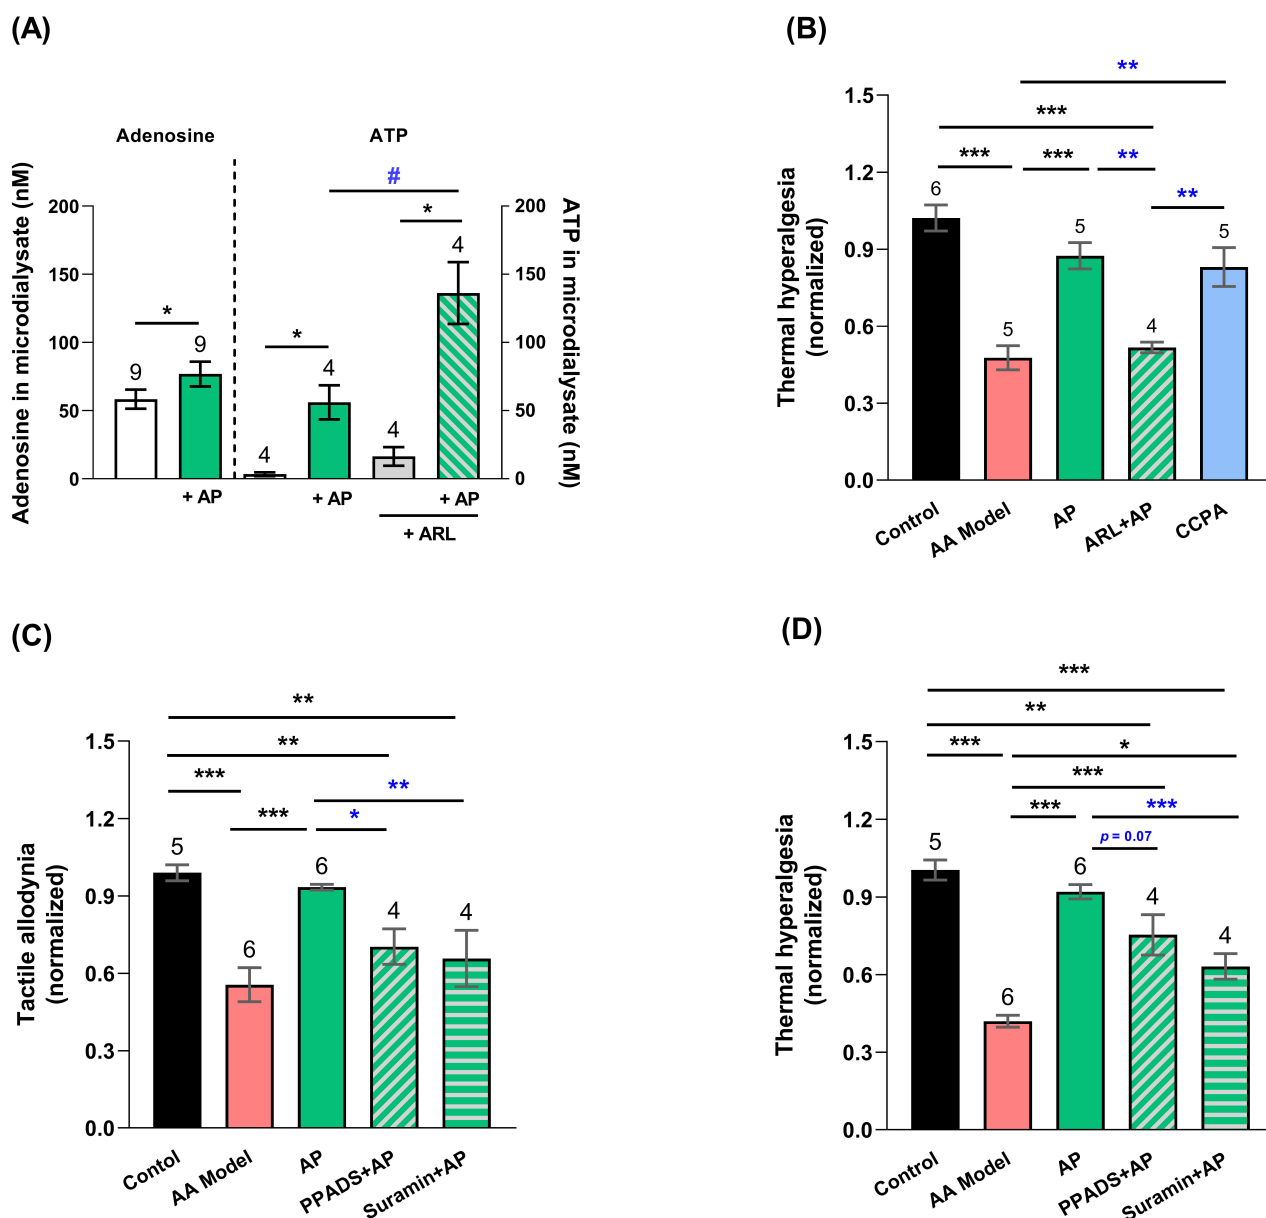 (A)
Adenosine
ATP
#
*
*
*
Adenosine in microdialysate (nM)
ATP in microdialysate (nM)
200
150
100
50
0
200
150
100
50
0
9
9
4
4
4
4
+ AP
+ AP
+ AP
+ ARL
(B)
**
***
***
***
**
**
Thermal hyperalgesia
(normalized)
1.5
1.2
0.9
0.6
0.3
0.0
6
5
5
4
5
Control
AA Model
AP
ARL+AP
CCPA
(C)
**
**
***
**
***
*
Tactile allodynia
(normalized)
1.5
1.2
0.9
0.6
0.3
0.0
5
6
6
4
4
Contol
AA Model
AP
PPADS+AP
Suramin+AP
(D)
***
**
***
*
***
***
***
p = 0.07
Thermal hyperalgesia
(normalized)
1.5
1.2
0.9
0.6
0.3
0.0
5
6
6
4
4
Control
AA Model
AP
PPADS+AP
Suramin+AP